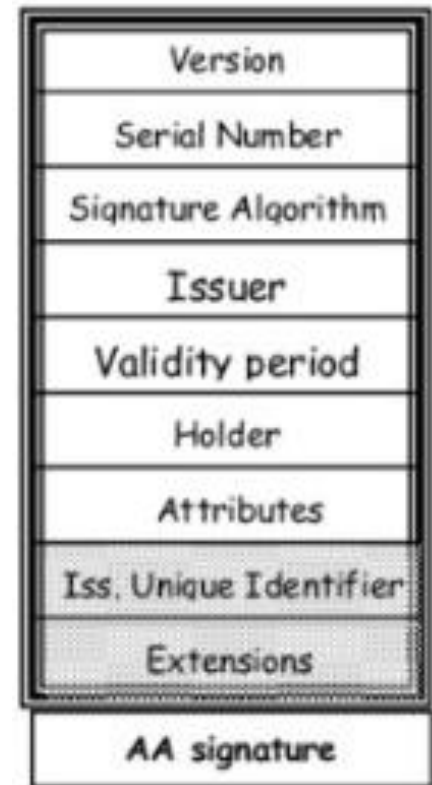 Version
Serial Number
Signature Algorithm
Issuer
Validity period
Holder
Attributes
Iss. Unique Identifier
Extensions
AA signature